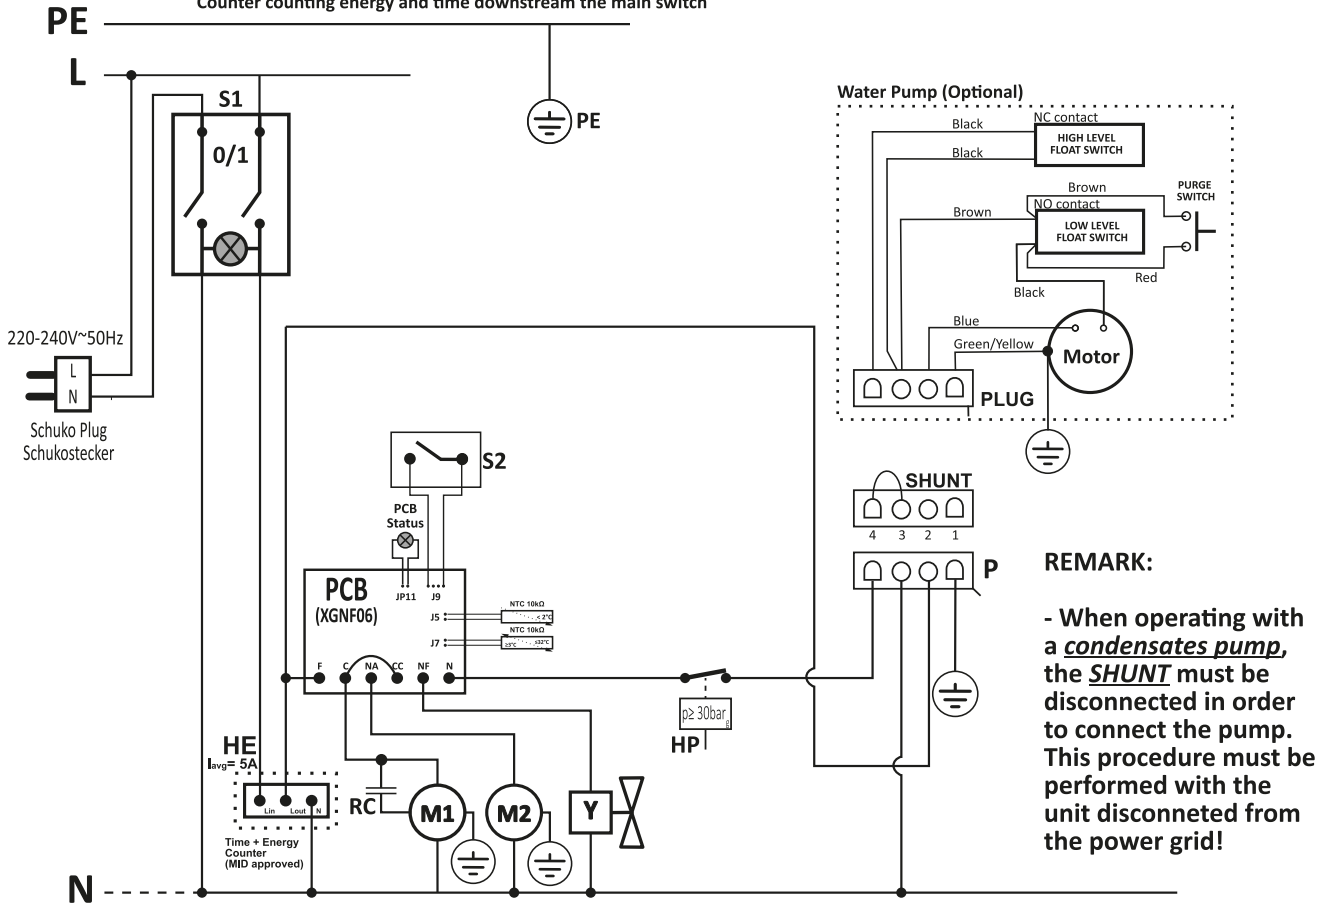 Counter counting energy and time downstream the main switch
PE
L
S1
0/1
PE
220-240V~50Hz
L
N
Schuko Plug
Schukostecker
Water Pump (Optional)
Black
NC contact
HIGH LEVEL
FLOAT SWITCH
Black
Brown
PURGE
SWITCH
NO contact
Brown
LOW LEVEL
FLOAT SWITCH
Red
Black
Blue
Green/Yellow
Motor
PLUG
S2
PCB
Status
SHUNT
4 3 2 1
P
PCB
(XGNF06)
JP11 J9
J5
NTC 10kΩ
< 2°C
J7
NTC 10kΩ
≥3°C ≤32°C
F C NA CC NF N
p≥ 30bar
HP
HE
Iavg= 5A
Lin Lout N
Time + Energy
Counter
(MID approved)
RC
M1
M2
Y
N
REMARK:
- When operating with
a condensates pump,
the SHUNT must be
disconnected in order
to connect the pump.
This procedure must be
performed with the
unit disconneted from
the power grid!